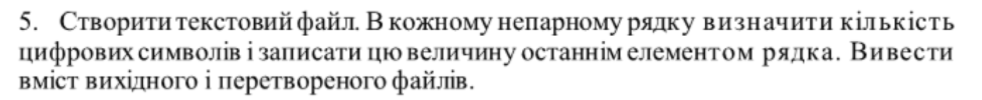 5. Створити текстовий файл. В кожному непарному рядку визначити кількість
цифрових символів і записати цю величину останнім елементом рядка. Вивести
вміст вихідного і перетвореного файлів.